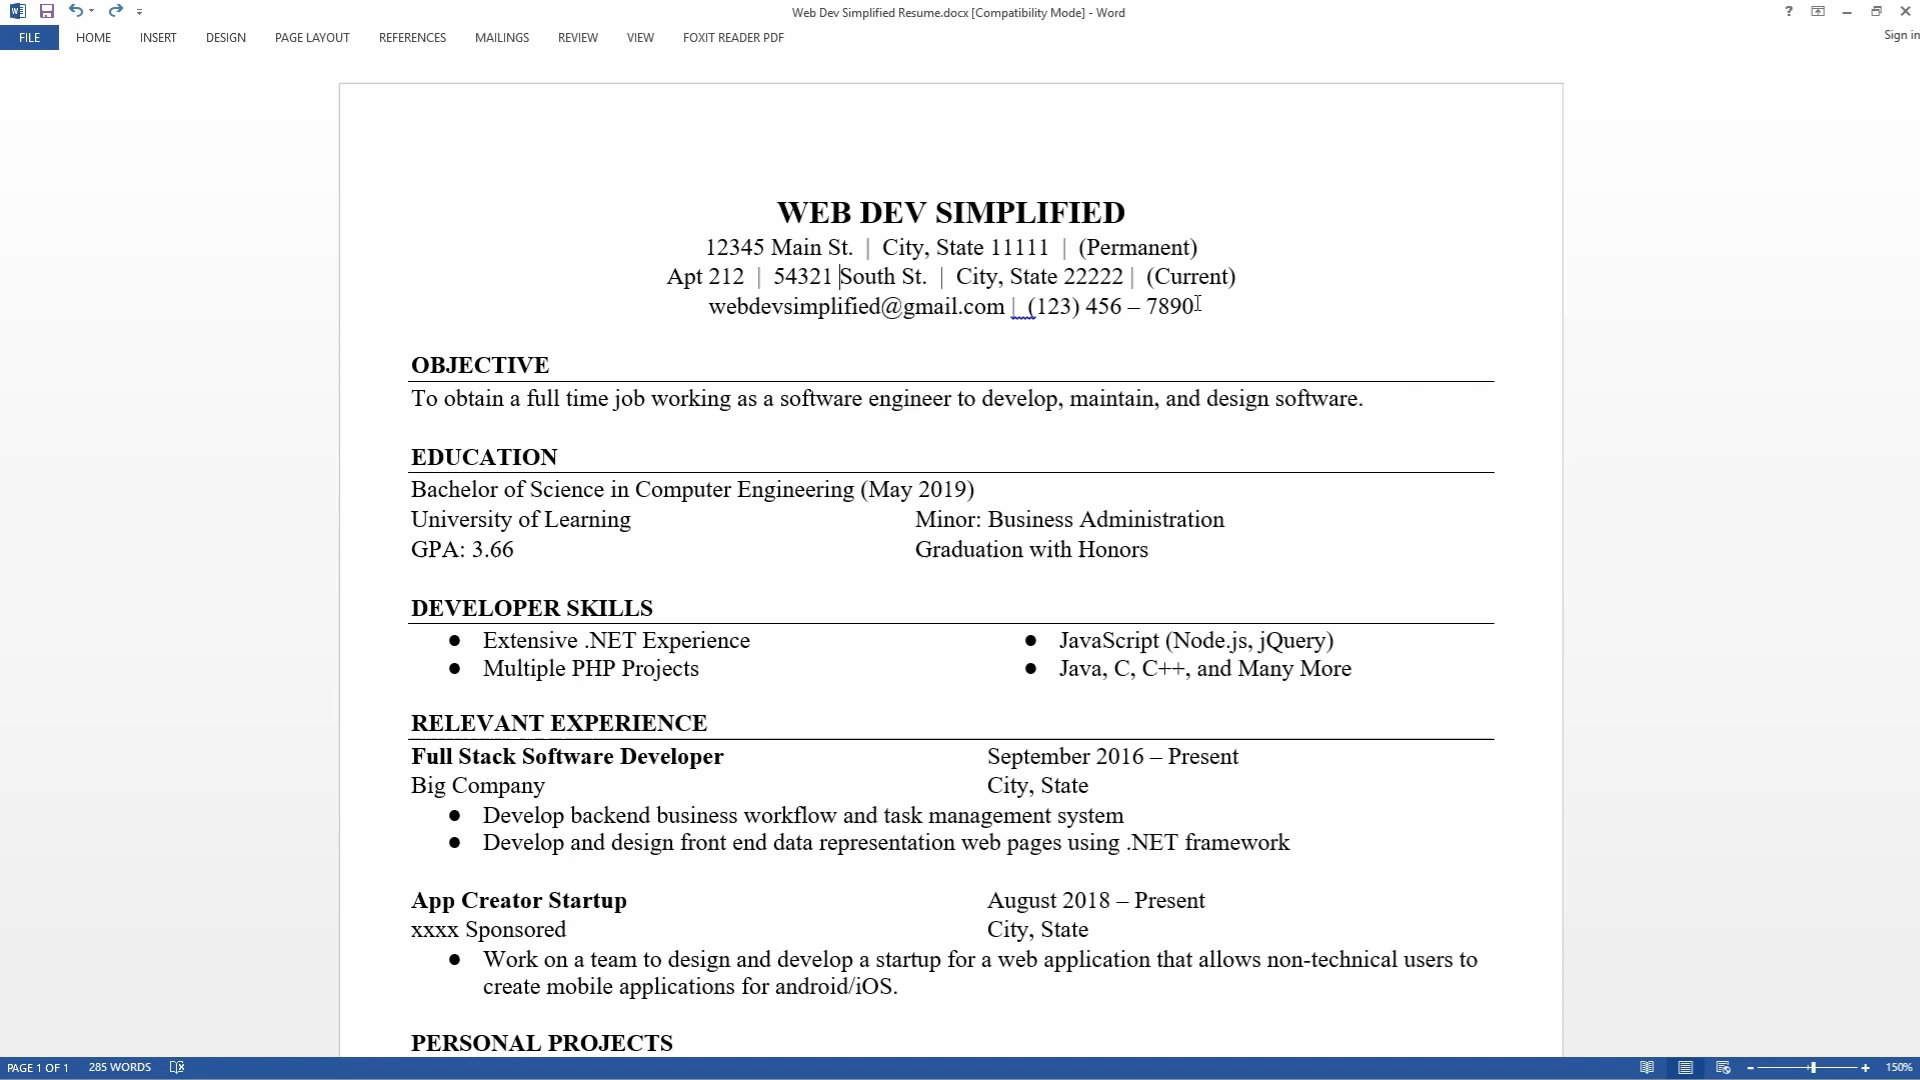 Web Dev Simplified Resume.docx [Compatibility Mode] - Word
FILE HOME INSERT DESIGN PAGE LAYOUT REFERENCES MAILINGS REVIEW VIEW FOXIT READER PDF
Sign in
WEB DEV SIMPLIFIED
12345 Main St. | City, State 11111 | (Permanent)
Apt 212 | 54321 South St. | City, State 22222 | (Current)
webdevsimplified@gmail.com | (123) 456 – 7890
OBJECTIVE
To obtain a full time job working as a software engineer to develop, maintain, and design software.
EDUCATION
Bachelor of Science in Computer Engineering (May 2019)
University of Learning Minor: Business Administration
GPA: 3.66 Graduation with Honors
DEVELOPER SKILLS
● Extensive .NET Experience ● JavaScript (Node.js, jQuery)
● Multiple PHP Projects ● Java, C, C++, and Many More
RELEVANT EXPERIENCE
Full Stack Software Developer September 2016 – Present
Big Company City, State
● Develop backend business workflow and task management system
● Develop and design front end data representation web pages using .NET framework
App Creator Startup August 2018 – Present
xxxx Sponsored City, State
● Work on a team to design and develop a startup for a web application that allows non-technical users to
create mobile applications for android/iOS.
PERSONAL PROJECTS
PAGE 1 OF 1 285 WORDS 150%